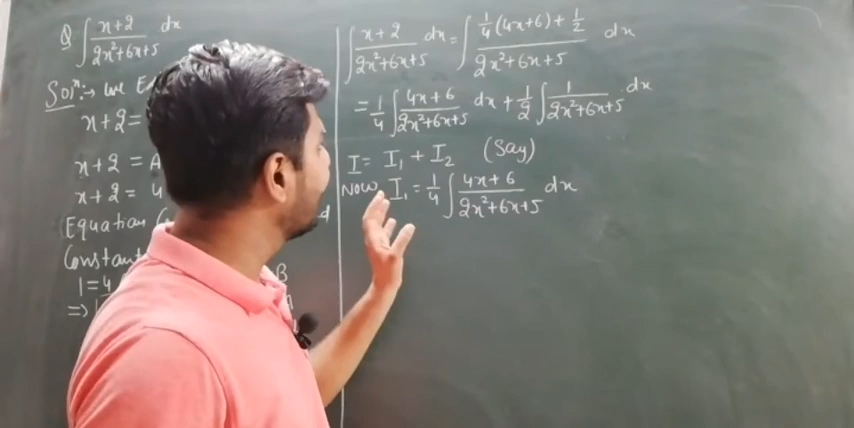 Q ∫ x+2 / 2x²+6x+5 dx
Solⁿ:→ we
x+2=
x+2 = A
x+2 = 4
Equation
Constant
1=4
⇒
B
∫ x+2 / 2x²+6x+5 dx = ∫ 1/4 (4x+6) + 1/2 / 2x²+6x+5 dx
= 1/4 ∫ 4x+6 / 2x²+6x+5 dx + 1/2 ∫ 1 / 2x²+6x+5 dx
I = I₁ + I₂ (Say)
Now I₁ = 1/4 ∫ 4x+6 / 2x²+6x+5 dx